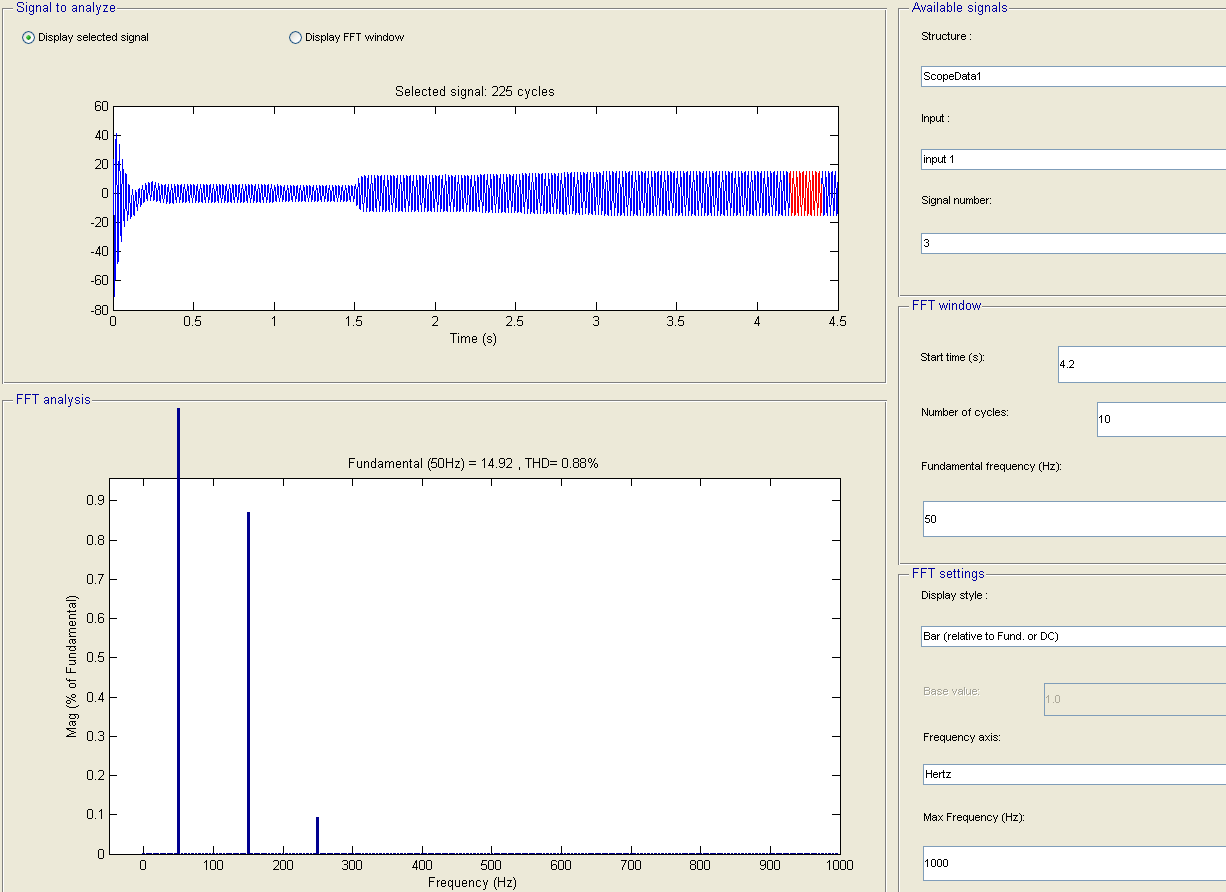 Signal to analyze
Display selected signal
Display FFT window
Selected signal: 225 cycles
60
40
20
0
-20
-40
-60
-80
0 0.5 1 1.5 2 2.5 3 3.5 4 4.5
Time (s)
FFT analysis
Fundamental (50Hz) = 14.92 , THD= 0.88%
Mag (% of Fundamental)
0.9
0.8
0.7
0.6
0.5
0.4
0.3
0.2
0.1
0
0 100 200 300 400 500 600 700 800 900 1000
Frequency (Hz)
Available signals
Structure :
ScopeData1
Input :
input 1
Signal number:
3
FFT window
Start time (s):
4.2
Number of cycles:
10
Fundamental frequency (Hz):
50
FFT settings
Display style :
Bar (relative to Fund. or DC)
Base value:
1.0
Frequency axis:
Hertz
Max Frequency (Hz):
1000